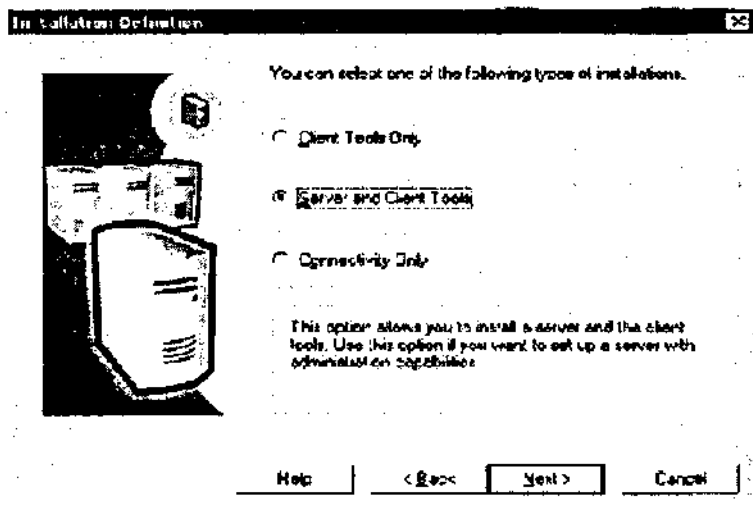 Installation Definition
You can select one of the following types of installations.
Client Tools Only
Server and Client Tools
Connectivity Only
This option allows you to install a server and the client
tools. Use this option if you want to set up a server with
administration capabilities
Help
< Back
Next >
Cancel